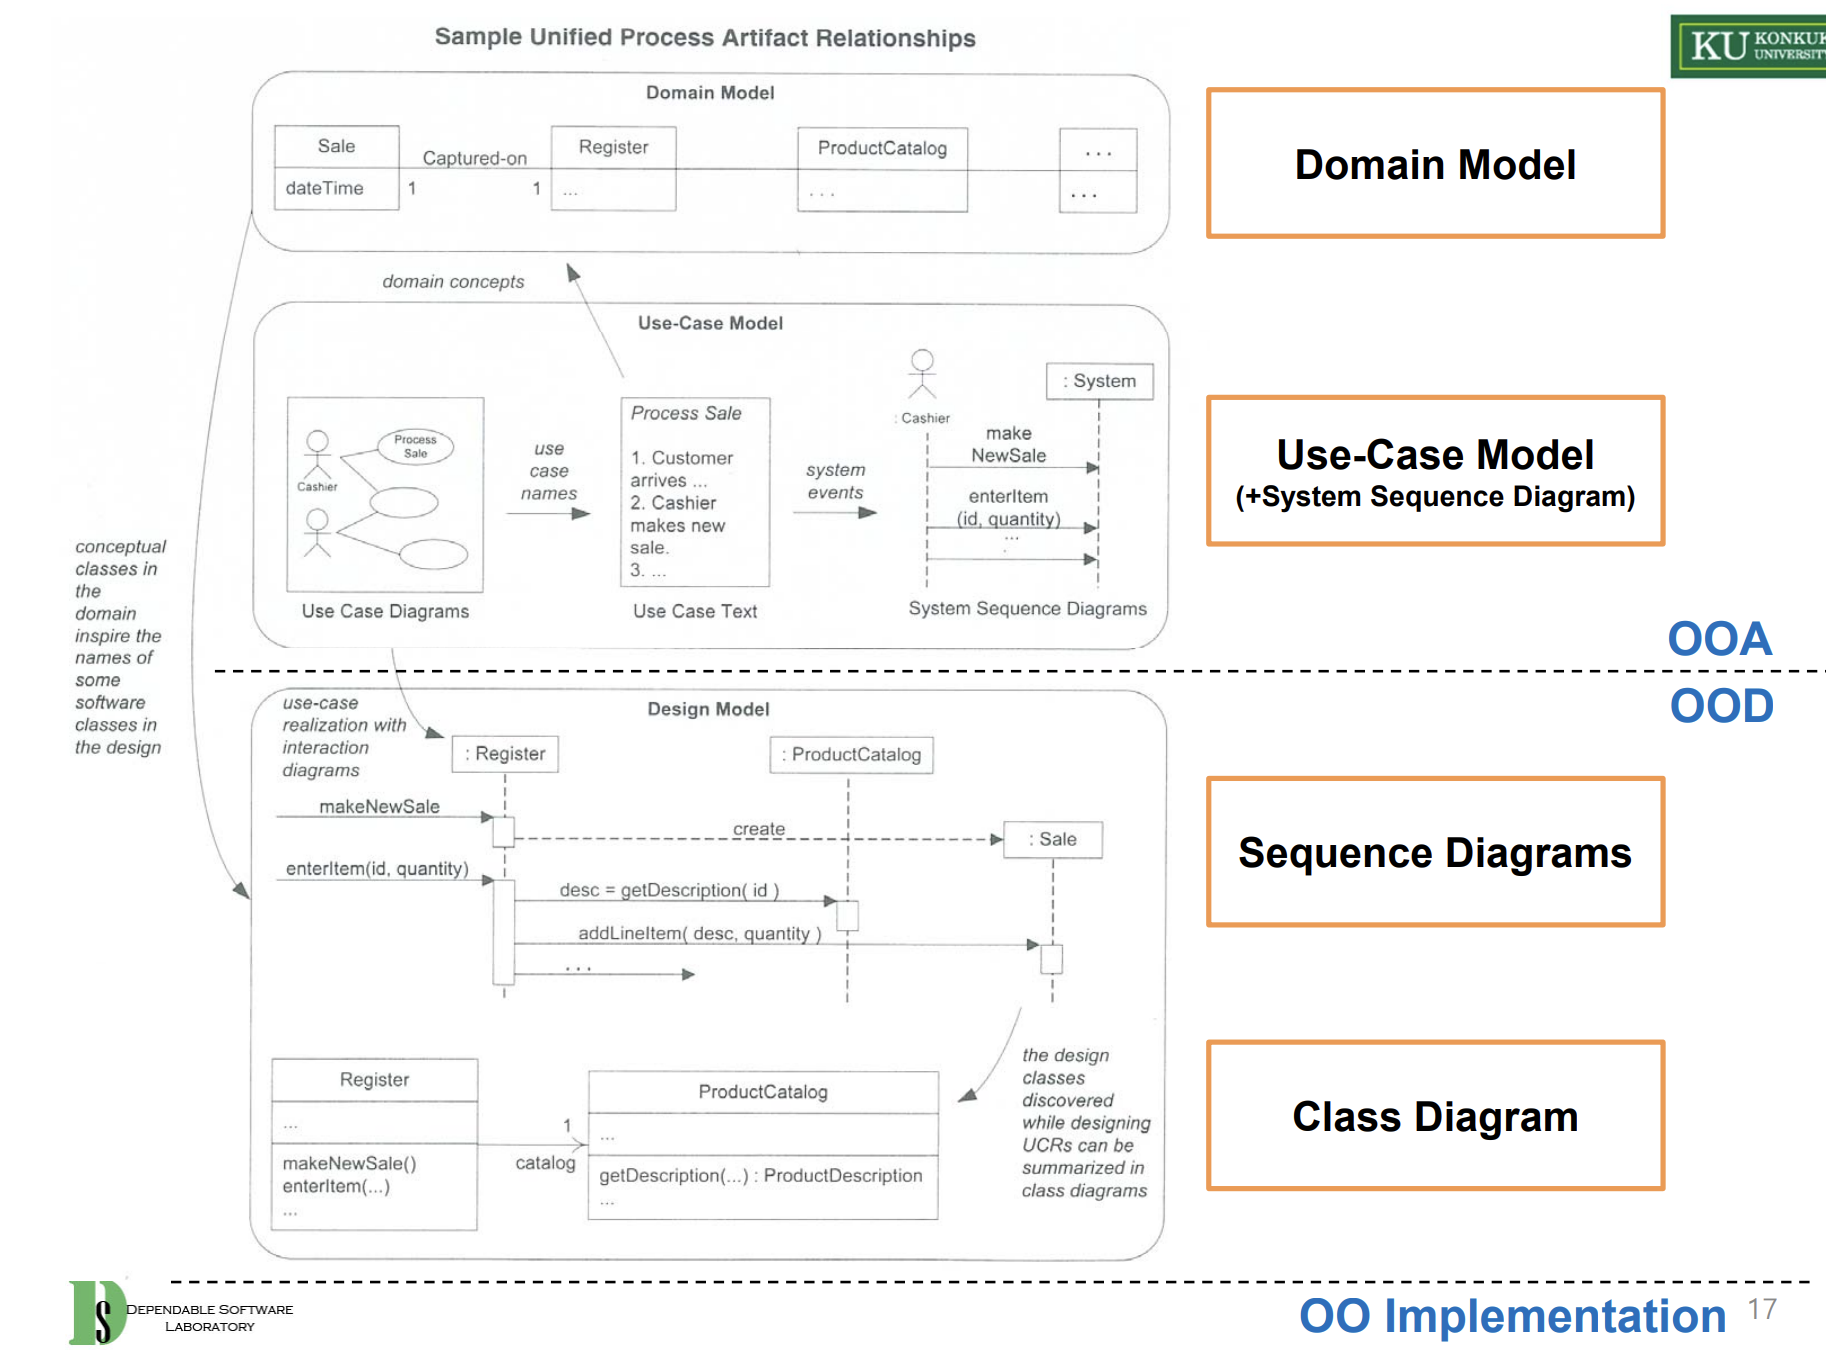 Sample Unified Process Artifact Relationships
KU KONKUK
UNIVERSITY
Domain Model
Sale
dateTime
Captured-on
1
1
Register
...
ProductCatalog
...
...
...
Domain Model
domain concepts
Use-Case Model
Cashier
Process
Sale
Use Case Diagrams
use
case
names
Process Sale
1. Customer
arrives ...
2. Cashier
makes new
sale.
3. ...
Use Case Text
system
events
: Cashier
: System
make
NewSale
enterItem
(id, quantity)
...
System Sequence Diagrams
Use-Case Model
(+System Sequence Diagram)
conceptual
classes in
the
domain
inspire the
names of
some
software
classes in
the design
OOA
OOD
Design Model
use-case
realization with
interaction
diagrams
: Register
: ProductCatalog
makeNewSale
create
: Sale
enterItem(id, quantity)
desc = getDescription( id )
addLineItem( desc, quantity )
...
Sequence Diagrams
Register
...
makeNewSale()
enterItem(...)
...
1
catalog
ProductCatalog
...
getDescription(...) : ProductDescription
...
the design
classes
discovered
while designing
UCRs can be
summarized in
class diagrams
Class Diagram
DS
DEPENDABLE SOFTWARE
LABORATORY
OO Implementation
17